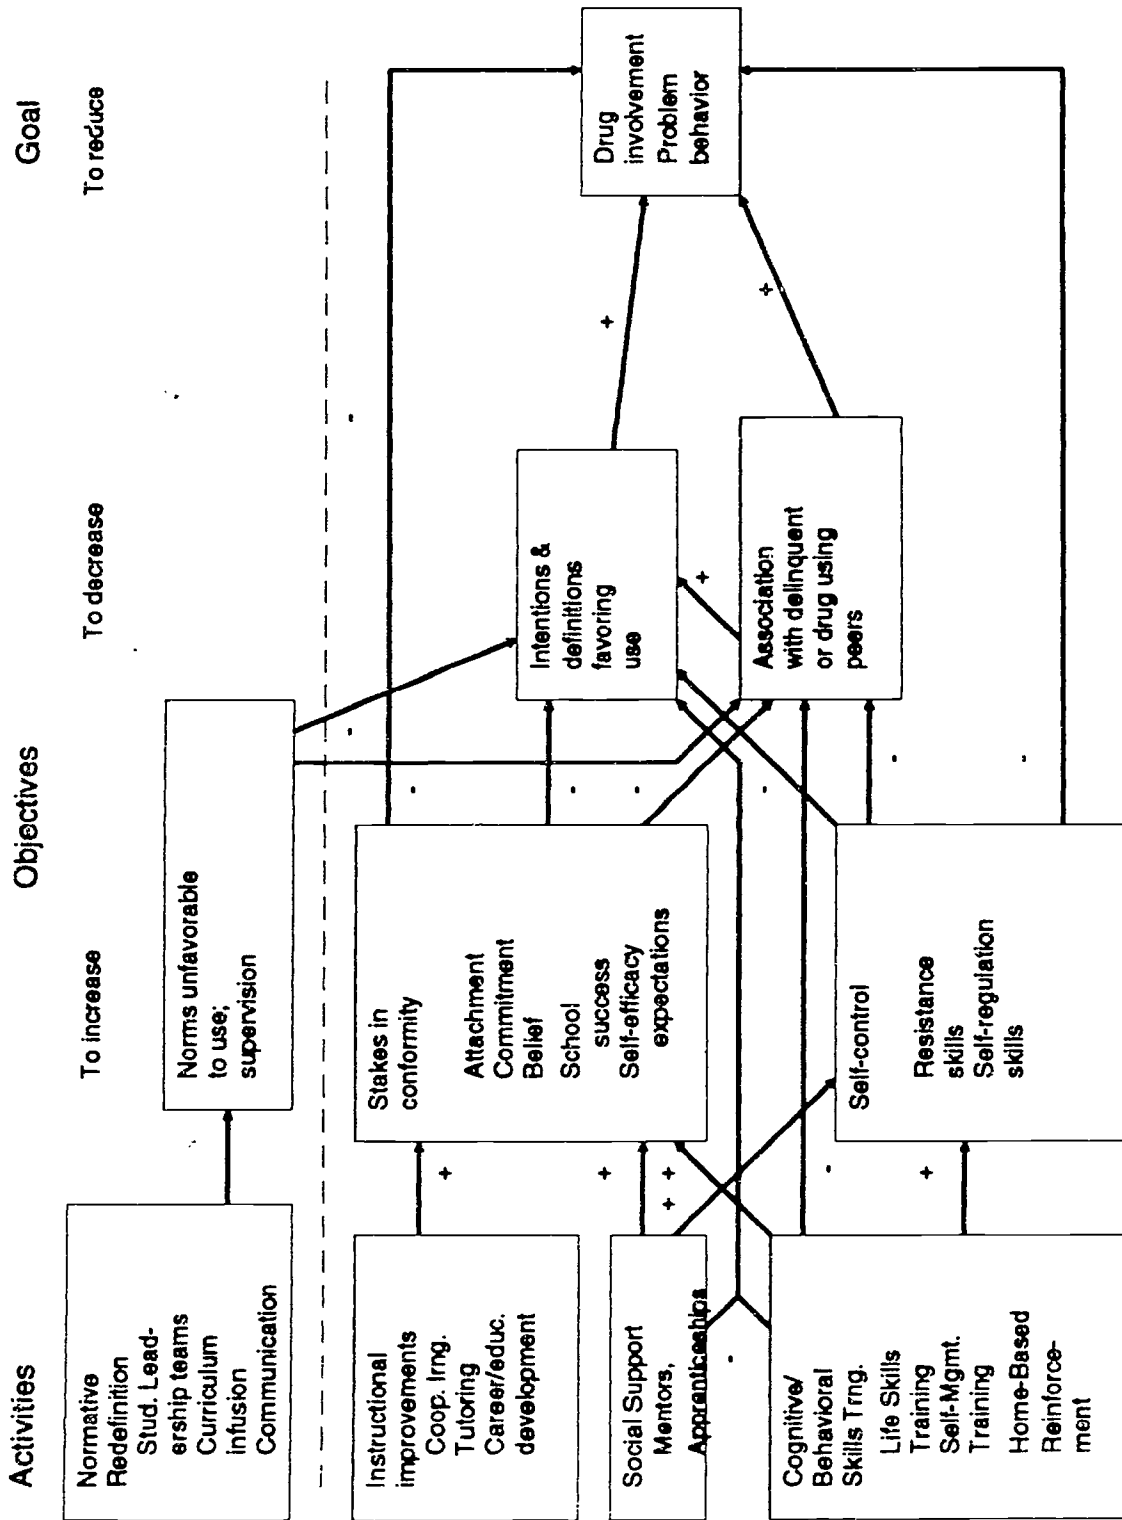 Activities
Objectives
Goal
To increase
To decrease
To reduce
Normative
Redefinition
Stud. Lead-
ership teams
Curriculum
infusion
Communication
Norms unfavorable
to use;
supervision
Instructional
improvements
Coop. lrng.
Tutoring
Career/educ.
development
Stakes in
conformity
Attachment
Commitment
Belief
School
success
Self-efficacy
expectations
Intentions &
definitions
favoring
use
Drug
involvement
Problem
behavior
Social Support
Mentors,
Apprenticeships
Association
with delinquent
or drug using
peers
Cognitive/
Behavioral
Skills Trng.
Life Skills
Training
Self-Mgmt.
Training
Home-Based
Reinforce-
ment
Self-control
Resistance
skills
Self-regulation
skills
+
+
+
+
+
+
+
+
-
-
-
-
-
-
-
-
-
-